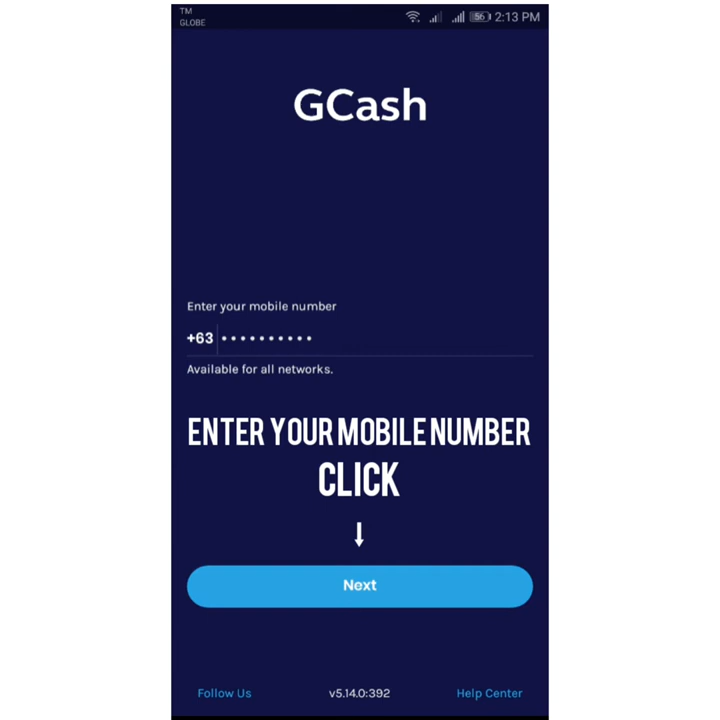 TM
GLOBE
56 2:13 PM
GCash
Enter your mobile number
+63 ••••••••••
Available for all networks.
ENTER YOUR MOBILE NUMBER
CLICK
↓
Next
Follow Us v5.14.0:392 Help Center